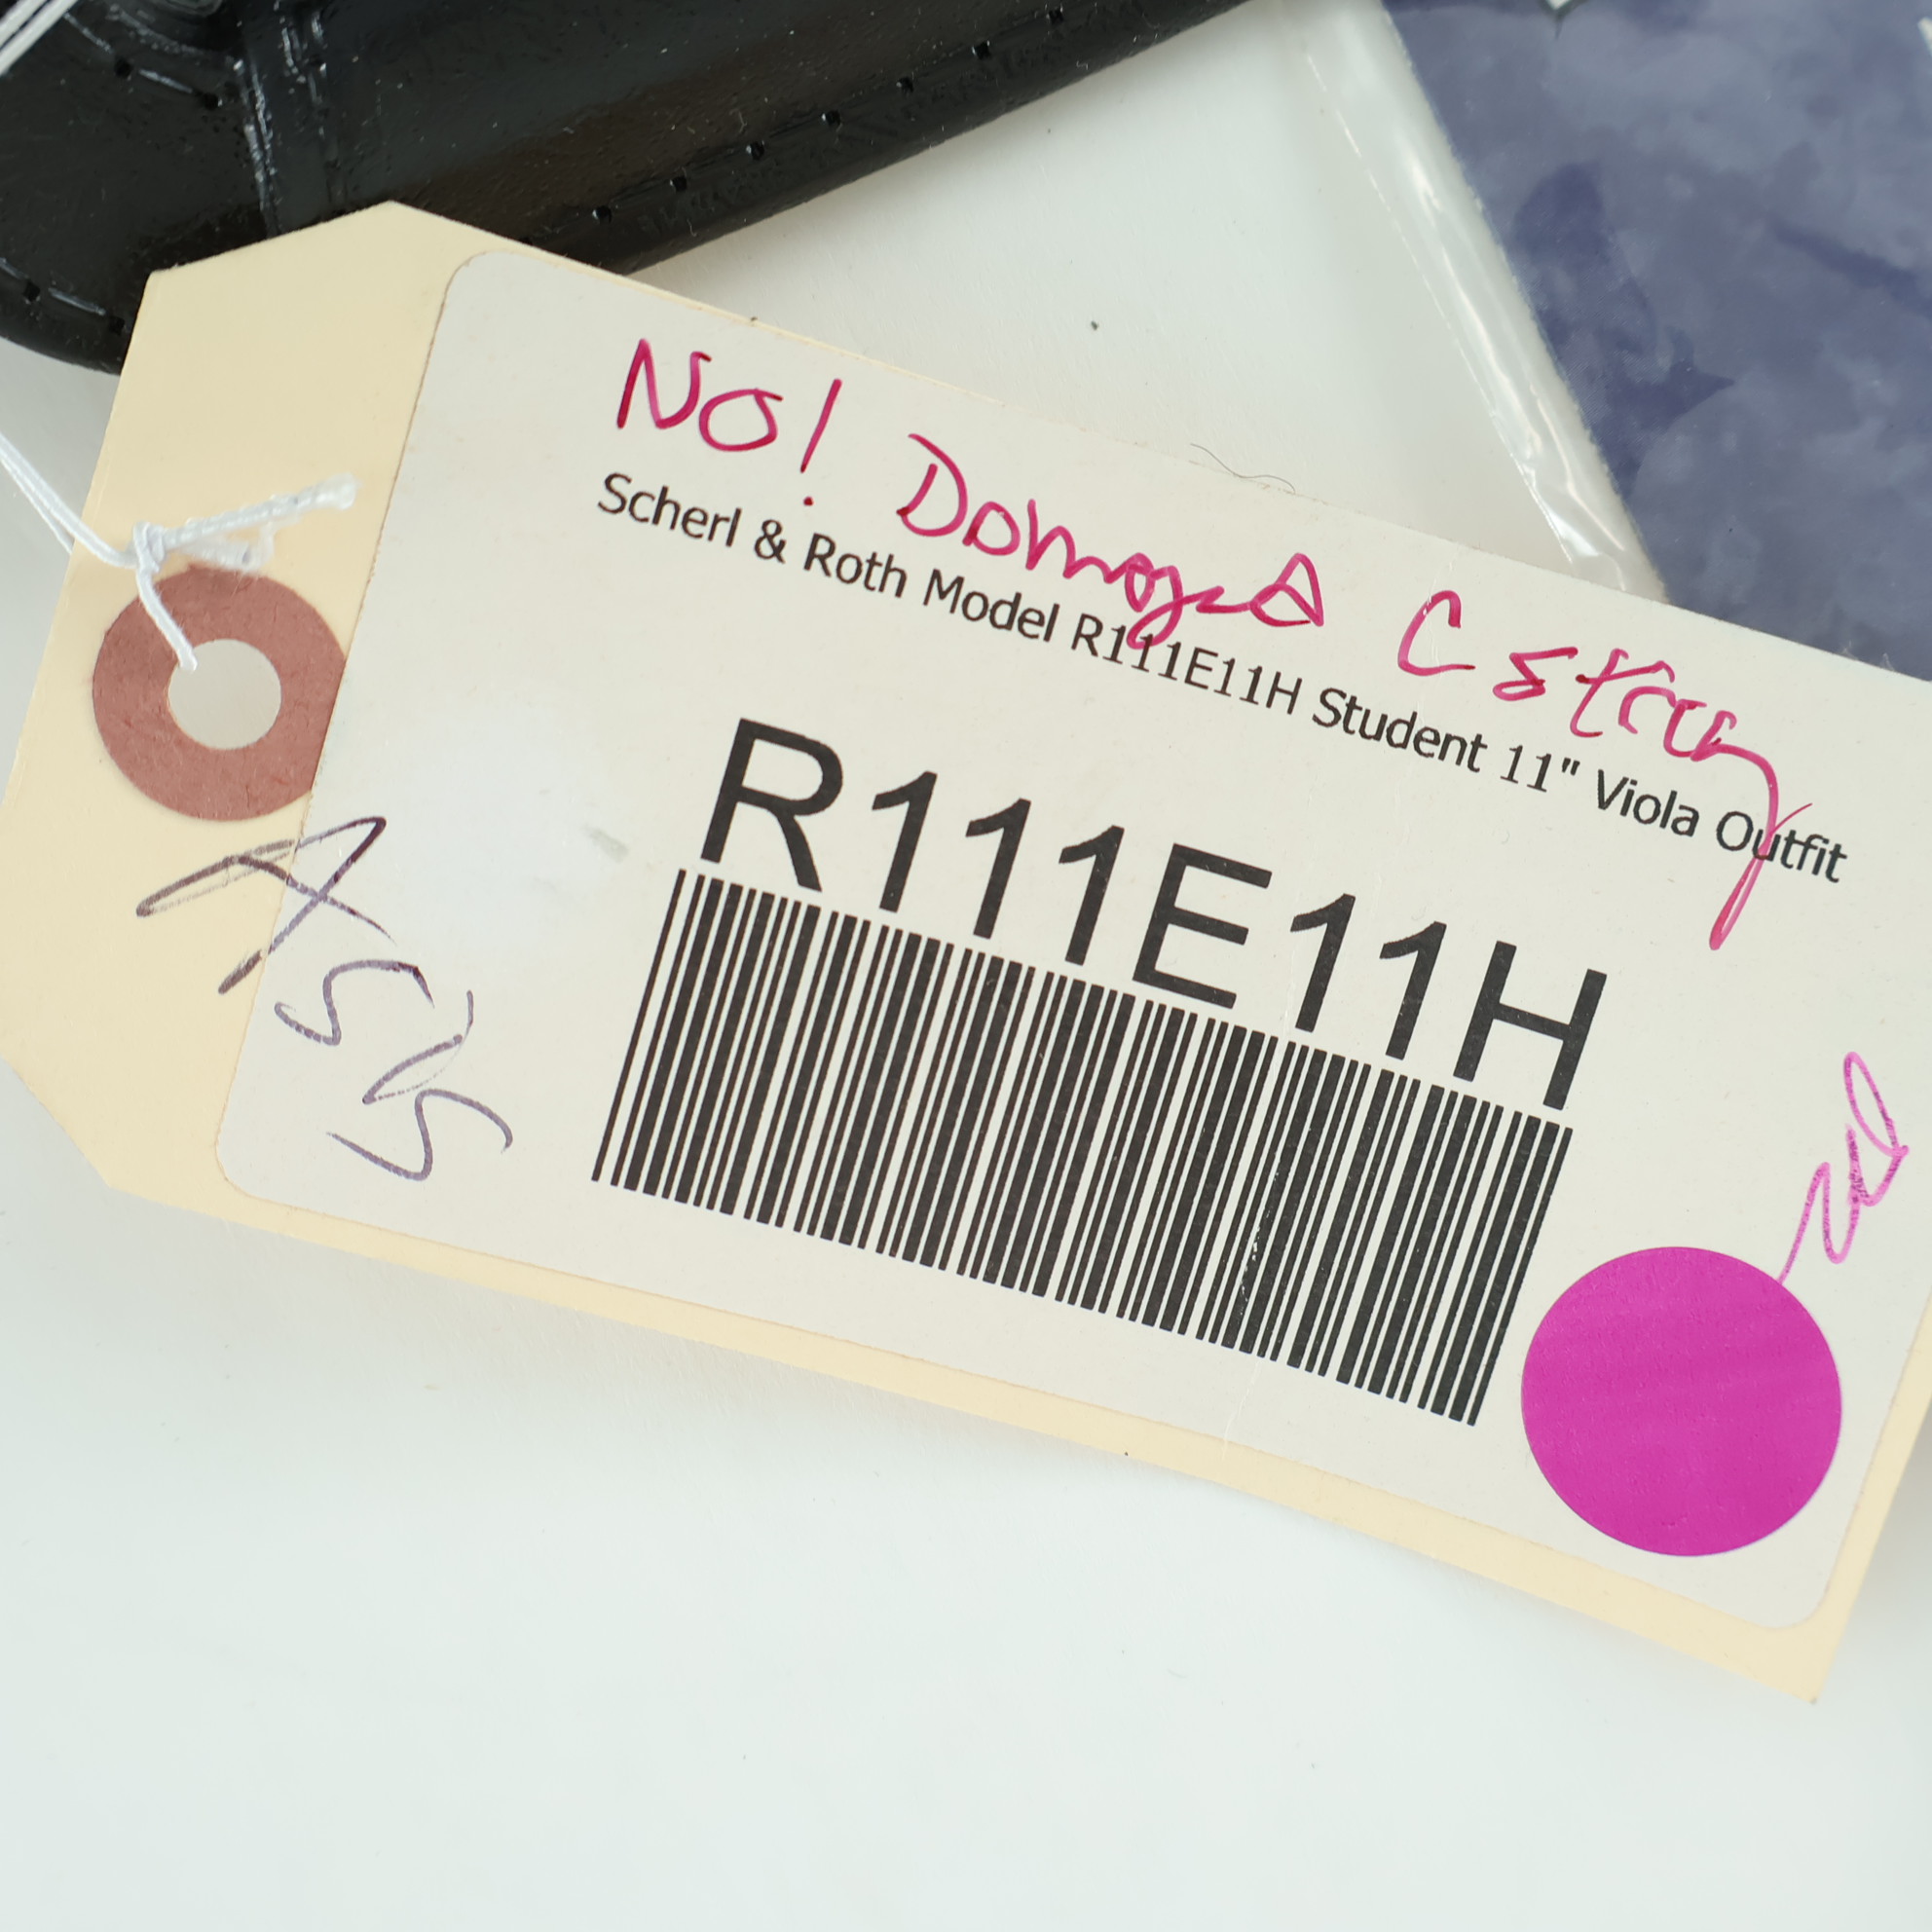 No! Damaged C string
Scherl & Roth Model R111E11H Student 11" Viola Outfit
R111E11H